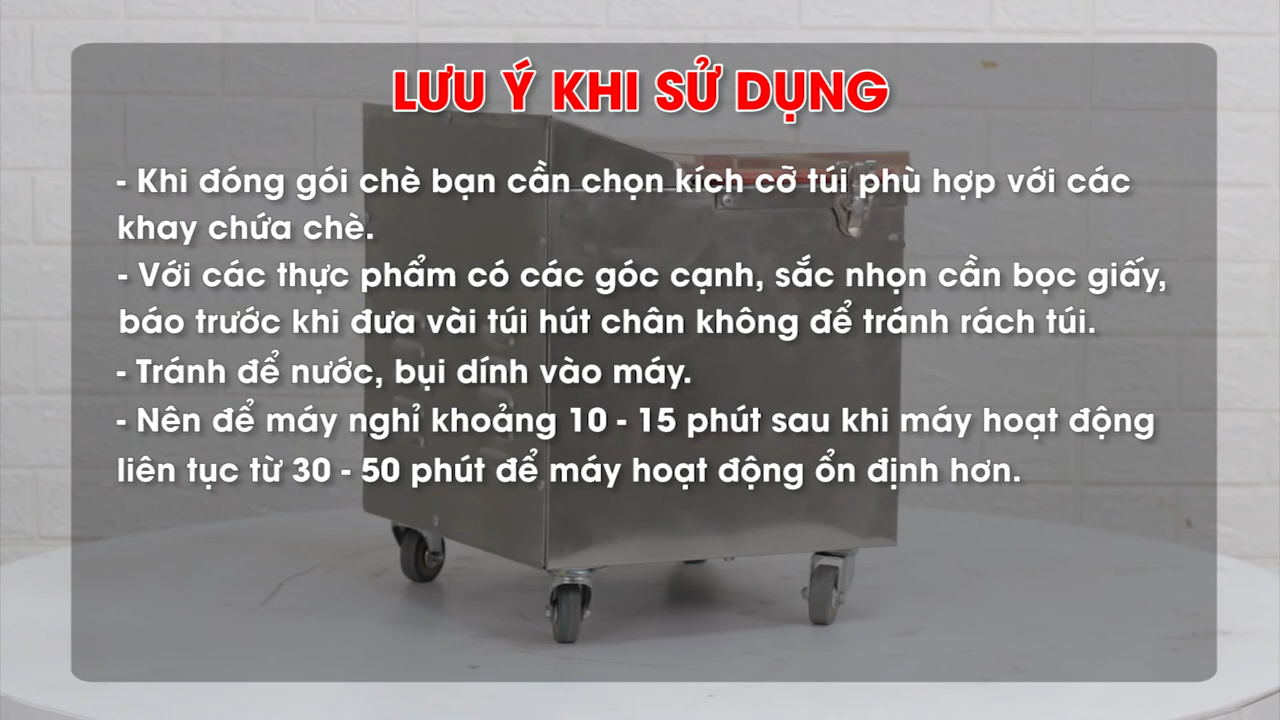 LƯU Ý KHI SỬ DỤNG
- Khi đóng gói chè bạn cần chọn kích cỡ túi phù hợp với các
khay chứa chè.
- Với các thực phẩm có các góc cạnh, sắc nhọn cần bọc giấy,
báo trước khi đưa vài túi hút chân không để tránh rách túi.
- Tránh để nước, bụi dính vào máy.
- Nên để máy nghỉ khoảng 10 - 15 phút sau khi máy hoạt động
liên tục từ 30 - 50 phút để máy hoạt động ổn định hơn.